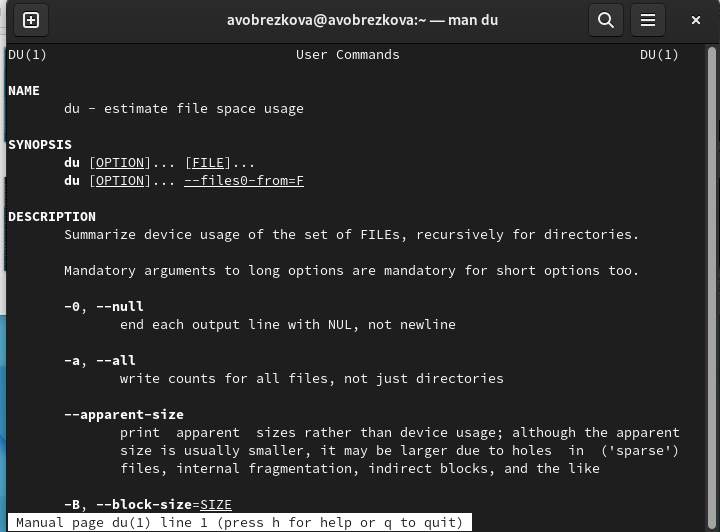 avobrezkova@avobrezkova:~ — man du
DU(1) User Commands DU(1)
NAME
du - estimate file space usage
SYNOPSIS
du [OPTION]... [FILE]...
du [OPTION]... --files0-from=F
DESCRIPTION
Summarize device usage of the set of FILEs, recursively for directories.
Mandatory arguments to long options are mandatory for short options too.
-0, --null
end each output line with NUL, not newline
-a, --all
write counts for all files, not just directories
--apparent-size
print apparent sizes rather than device usage; although the apparent
size is usually smaller, it may be larger due to holes in ('sparse')
files, internal fragmentation, indirect blocks, and the like
-B, --block-size=SIZE
Manual page du(1) line 1 (press h for help or q to quit)